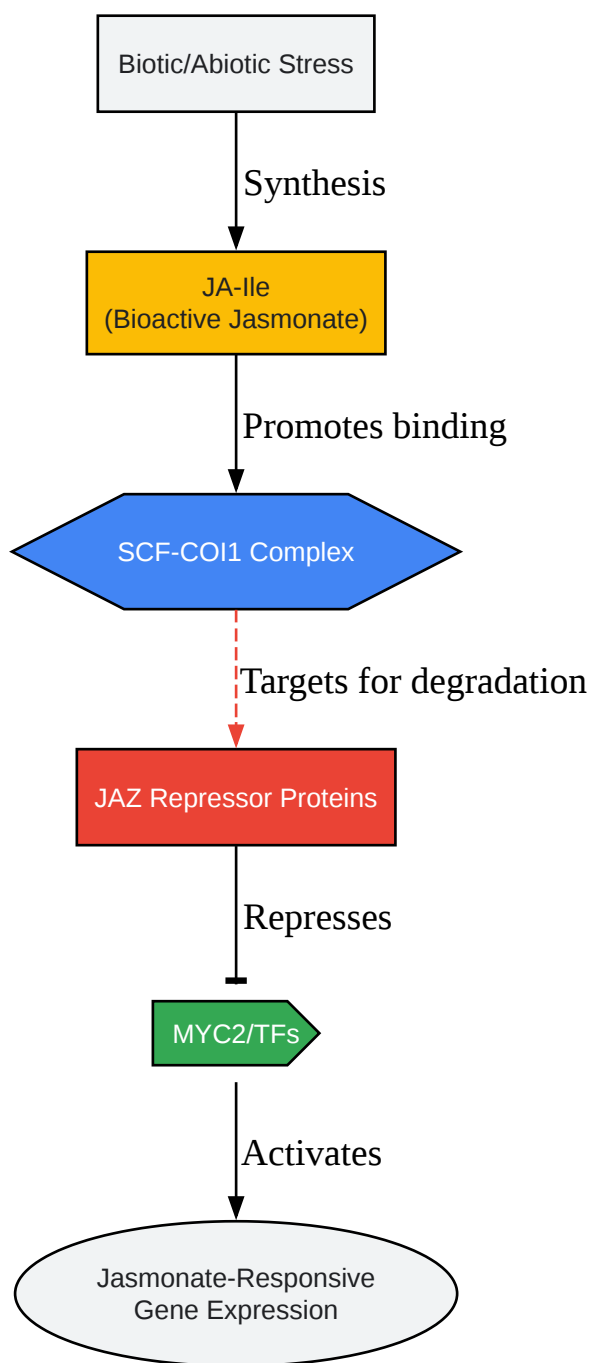 Biotic/Abiotic Stress
Synthesis
JA-Ile
(Bioactive Jasmonate)
Promotes binding
SCF-COI1 Complex
Targets for degradation
JAZ Repressor Proteins
Represses
MYC2/TFs
Activates
Jasmonate-Responsive
Gene Expression